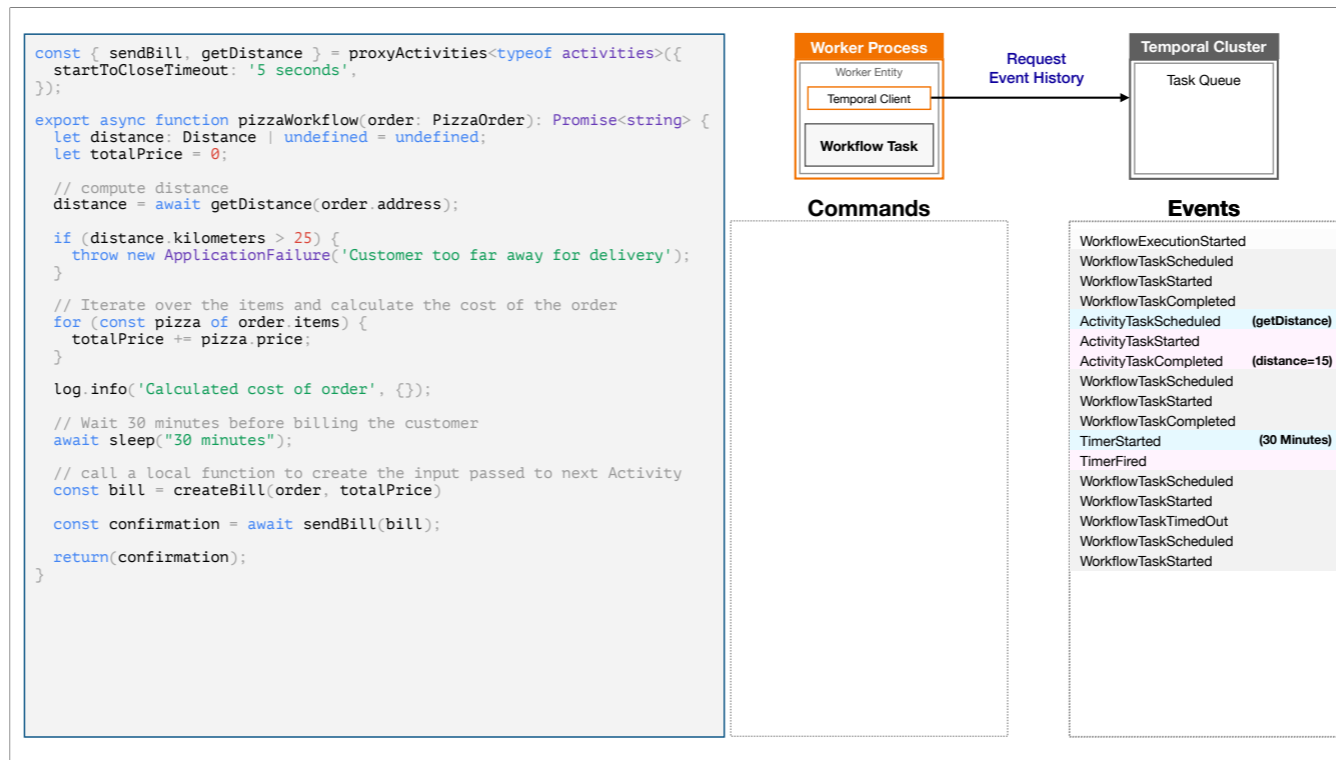 const { sendBill, getDistance } = proxyActivities<typeof activities>({
  startToCloseTimeout: '5 seconds',
});

export async function pizzaWorkflow(order: PizzaOrder): Promise<string> {
  let distance: Distance | undefined = undefined;
  let totalPrice = 0;

  // compute distance
  distance = await getDistance(order.address);

  if (distance.kilometers > 25) {
    throw new ApplicationFailure('Customer too far away for delivery');
  }

  // Iterate over the items and calculate the cost of the order
  for (const pizza of order.items) {
    totalPrice += pizza.price;
  }

  log.info('Calculated cost of order', {});

  // Wait 30 minutes before billing the customer
  await sleep("30 minutes");

  // call a local function to create the input passed to next Activity
  const bill = createBill(order, totalPrice)

  const confirmation = await sendBill(bill);

  return(confirmation);
}
Worker Process
Worker Entity
Temporal Client
Workflow Task
Request
Event History
Temporal Cluster
Task Queue
Commands
Events
WorkflowExecutionStarted
WorkflowTaskScheduled
WorkflowTaskStarted
WorkflowTaskCompleted
ActivityTaskScheduled (getDistance)
ActivityTaskStarted
ActivityTaskCompleted (distance=15)
WorkflowTaskScheduled
WorkflowTaskStarted
WorkflowTaskCompleted
TimerStarted (30 Minutes)
TimerFired
WorkflowTaskScheduled
WorkflowTaskStarted
WorkflowTaskTimedOut
WorkflowTaskScheduled
WorkflowTaskStarted